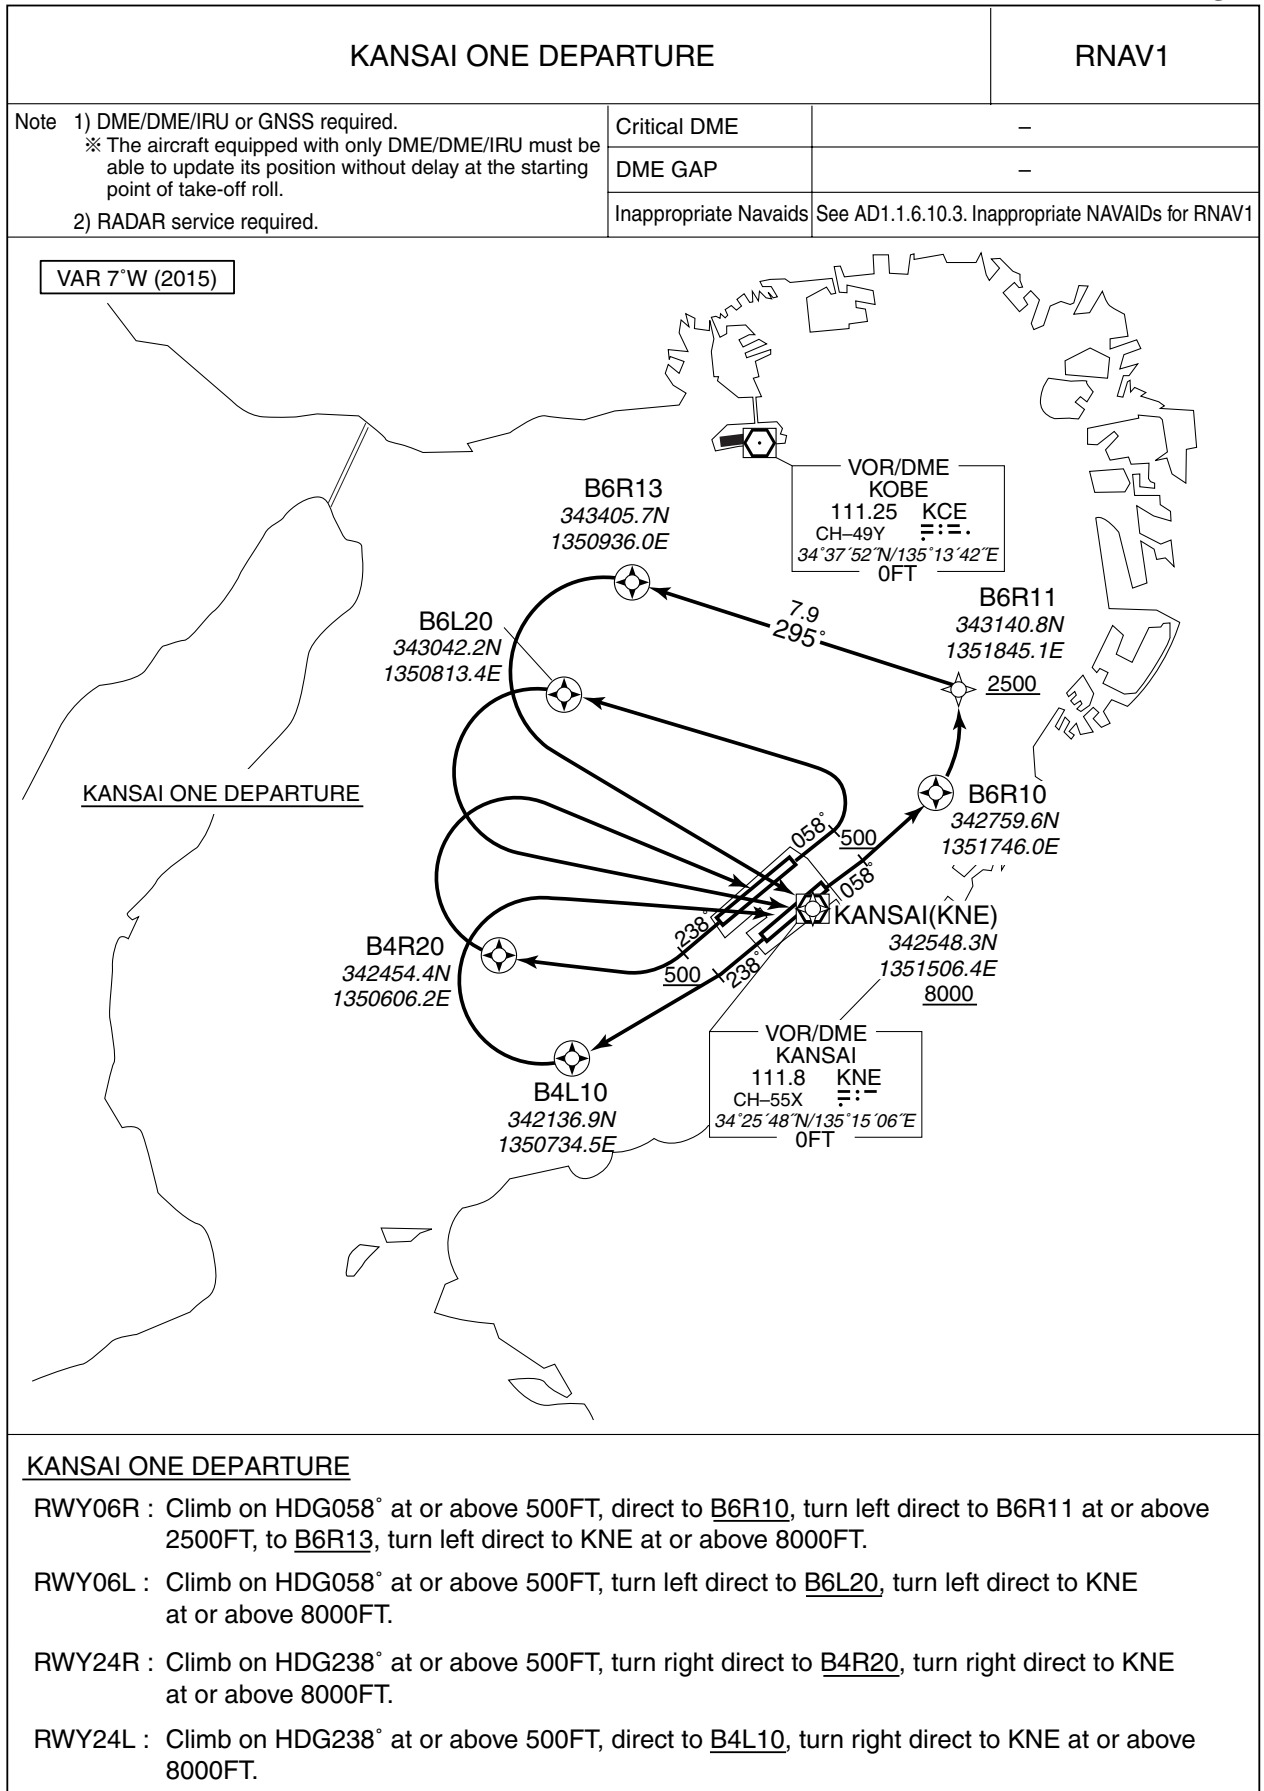 KANSAI ONE DEPARTURE
RNAV1
Note 1) DME/DME/IRU or GNSS required.
※ The aircraft equipped with only DME/DME/IRU must be
able to update its position without delay at the starting
point of take-off roll.
2) RADAR service required.
Critical DME –
DME GAP –
Inappropriate Navaids See AD1.1.6.10.3. Inappropriate NAVAIDs for RNAV1
VAR 7˚W (2015)
VOR/DME
KOBE
111.25 KCE
CH–49Y
34˚37´52˝N/135˚13´42˝E
0FT
B6R13
343405.7N
1350936.0E
7.9
295˚
B6R11
343140.8N
1351845.1E
2500
B6L20
343042.2N
1350813.4E
KANSAI ONE DEPARTURE
B6R10
342759.6N
1351746.0E
058˚
500
058˚
KANSAI(KNE)
342548.3N
1351506.4E
8000
238˚
500
238˚
B4R20
342454.4N
1350606.2E
B4L10
342136.9N
1350734.5E
VOR/DME
KANSAI
111.8 KNE
CH–55X
34˚25´48˝N/135˚15´06˝E
0FT
KANSAI ONE DEPARTURE
RWY06R : Climb on HDG058˚ at or above 500FT, direct to B6R10, turn left direct to B6R11 at or above
2500FT, to B6R13, turn left direct to KNE at or above 8000FT.
RWY06L : Climb on HDG058˚ at or above 500FT, turn left direct to B6L20, turn left direct to KNE
at or above 8000FT.
RWY24R : Climb on HDG238˚ at or above 500FT, turn right direct to B4R20, turn right direct to KNE
at or above 8000FT.
RWY24L : Climb on HDG238˚ at or above 500FT, direct to B4L10, turn right direct to KNE at or above
8000FT.